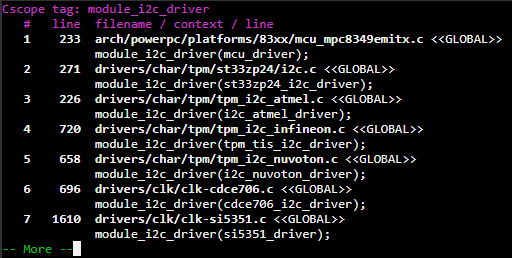 Cscope tag: module_i2c_driver
# line filename / context / line
1 233 arch/powerpc/platforms/83xx/mcu_mpc8349emitx.c <<GLOBAL>>
module_i2c_driver(mcu_driver);
2 271 drivers/char/tpm/st33zp24/i2c.c <<GLOBAL>>
module_i2c_driver(st33zp24_i2c_driver);
3 226 drivers/char/tpm/tpm_i2c_atmel.c <<GLOBAL>>
module_i2c_driver(i2c_atmel_driver);
4 720 drivers/char/tpm/tpm_i2c_infineon.c <<GLOBAL>>
module_i2c_driver(tpm_tis_i2c_driver);
5 658 drivers/char/tpm/tpm_i2c_nuvoton.c <<GLOBAL>>
module_i2c_driver(i2c_nuvoton_driver);
6 696 drivers/clk/clk-cdce706.c <<GLOBAL>>
module_i2c_driver(cdce706_i2c_driver);
7 1610 drivers/clk/clk-si5351.c <<GLOBAL>>
module_i2c_driver(si5351_driver);
-- More --